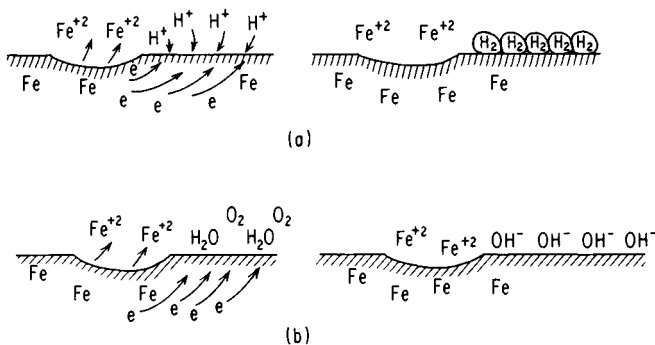 Fe⁺² Fe⁺² H⁺ H⁺ H⁺ H⁺
Fe Fe e Fe
e e e
Fe⁺² Fe⁺² H₂ H₂ H₂ H₂ H₂
Fe Fe Fe Fe Fe
(a)
Fe⁺² Fe⁺² H₂O O₂ H₂O O₂
Fe Fe Fe
e e e e
Fe⁺² Fe⁺² OH⁻ OH⁻ OH⁻ OH⁻
Fe Fe Fe Fe Fe
(b)